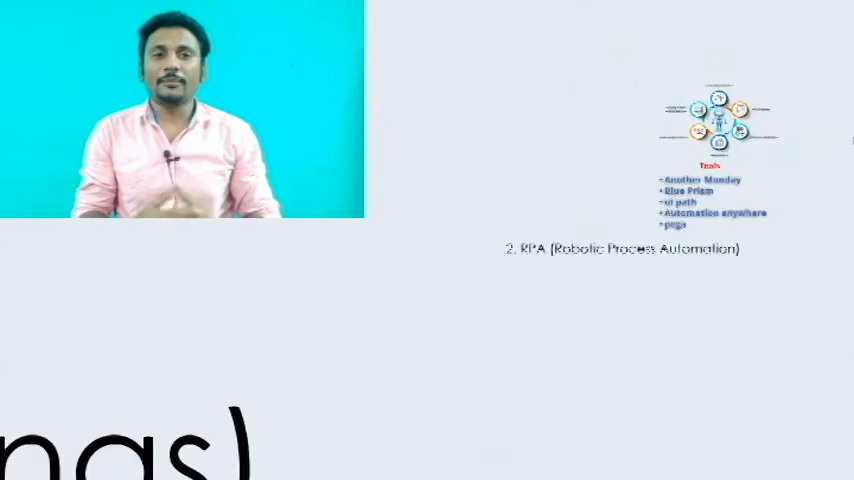 Tools
• Another Monday
• Blue Prism
• ui path
• Automation anywhere
• pega
2. RPA (Robotic Process Automation)
ngs)